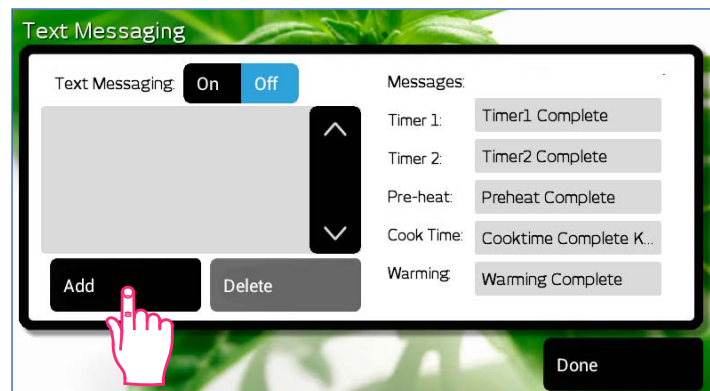 Text Messaging
Text Messaging: On Off
Add Delete
Messages:
Timer 1: Timer1 Complete
Timer 2: Timer2 Complete
Pre-heat: Preheat Complete
Cook Time: Cooktime Complete K...
Warming: Warming Complete
Done